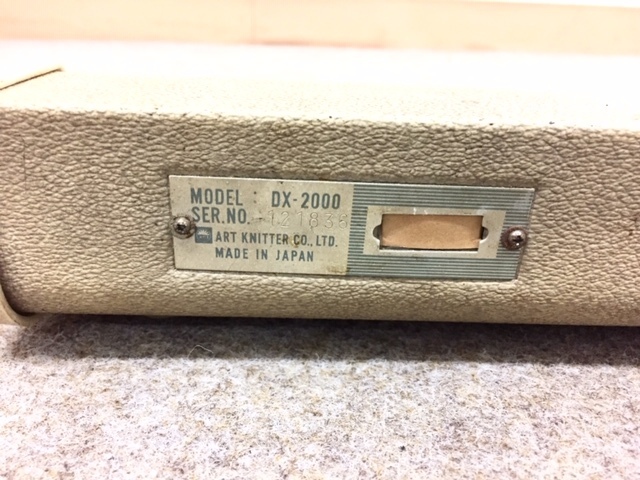 MODEL : DX-2000
SER.NO.
ART KNITTER CO., LTD.
MADE IN JAPAN